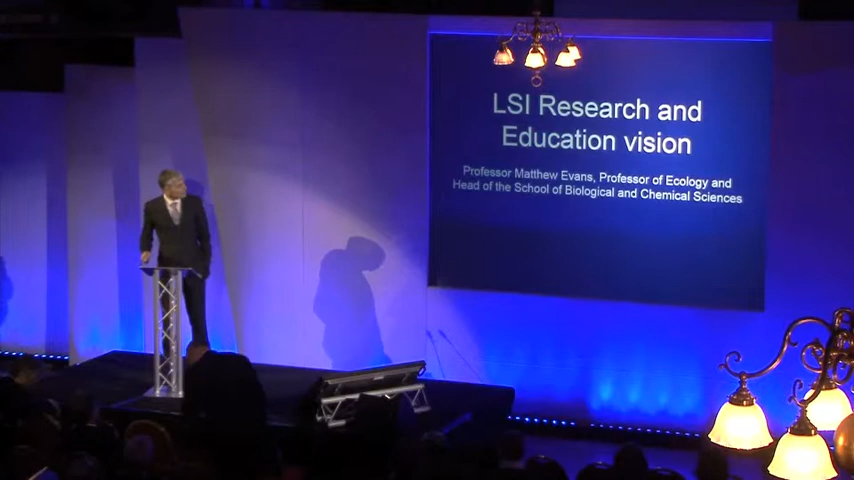 LSI Research and
Education vision
Professor Matthew Evans, Professor of Ecology and
Head of the School of Biological and Chemical Sciences